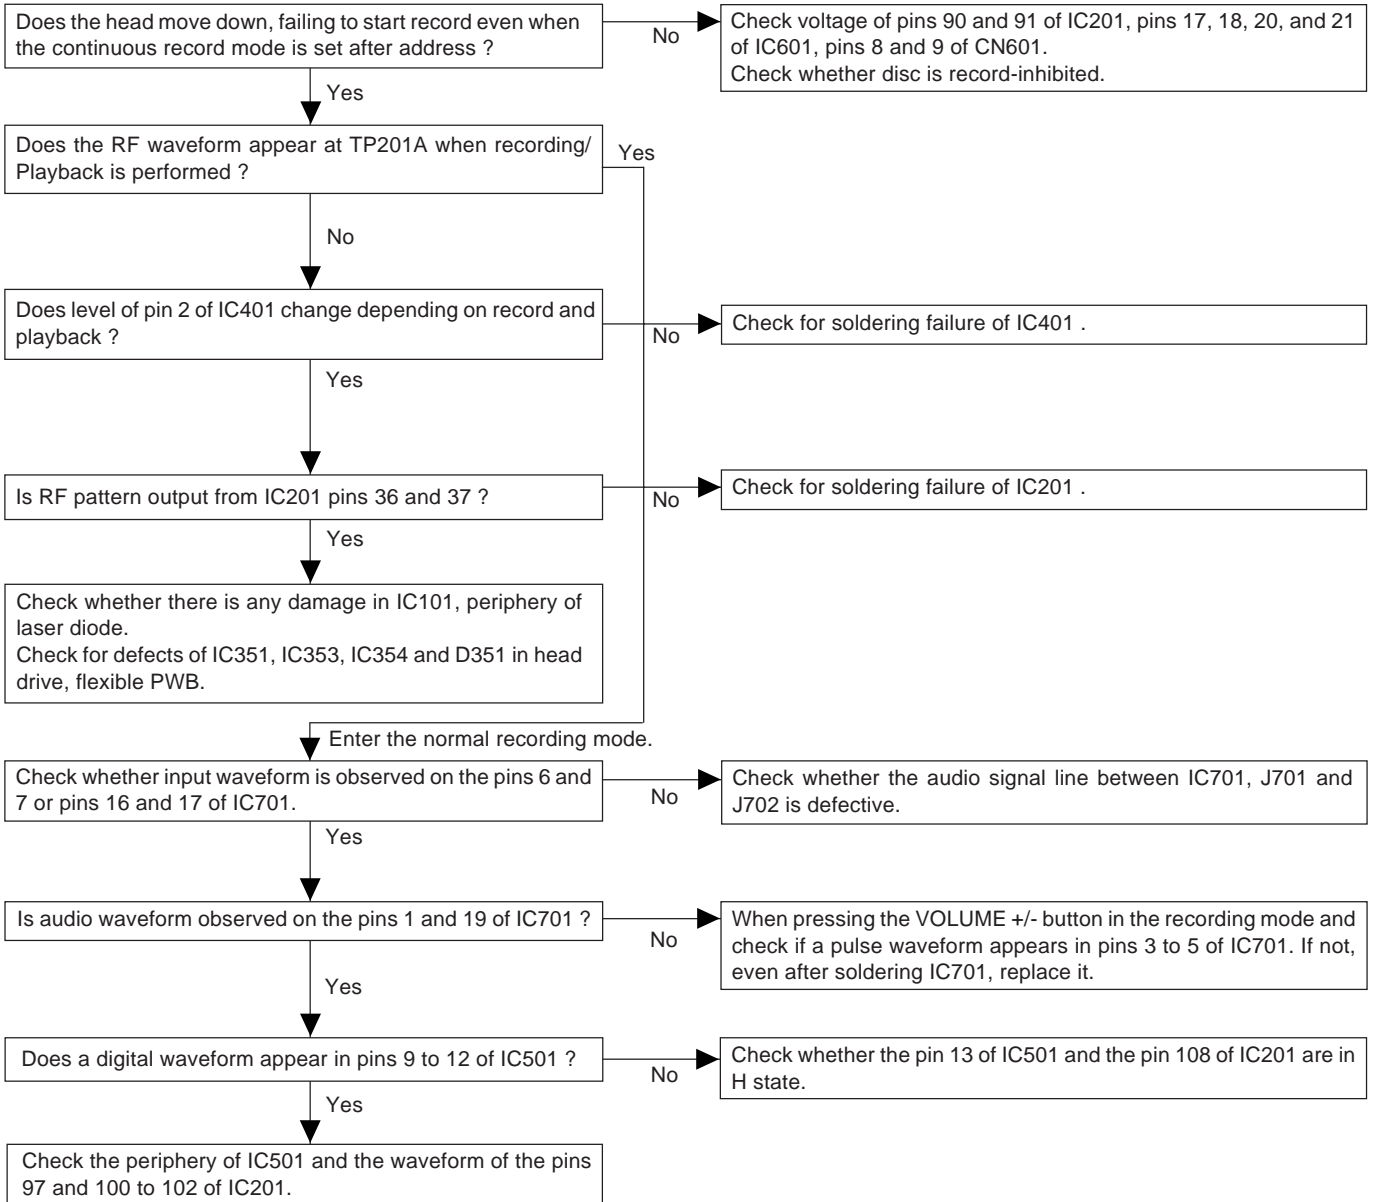 Does the head move down, failing to start record even when
the continuous record mode is set after address ?
No
Check voltage of pins 90 and 91 of IC201, pins 17, 18, 20, and 21
of IC601, pins 8 and 9 of CN601.
Check whether disc is record-inhibited.
Yes
Does the RF waveform appear at TP201A when recording/
Playback is performed ?
Yes
No
Does level of pin 2 of IC401 change depending on record and
playback ?
No
Check for soldering failure of IC401 .
Yes
Is RF pattern output from IC201 pins 36 and 37 ?
No
Check for soldering failure of IC201 .
Yes
Check whether there is any damage in IC101, periphery of
laser diode.
Check for defects of IC351, IC353, IC354 and D351 in head
drive, flexible PWB.
Enter the normal recording mode.
Check whether input waveform is observed on the pins 6 and
7 or pins 16 and 17 of IC701.
No
Check whether the audio signal line between IC701, J701 and
J702 is defective.
Yes
Is audio waveform observed on the pins 1 and 19 of IC701 ?
No
When pressing the VOLUME +/- button in the recording mode and
check if a pulse waveform appears in pins 3 to 5 of IC701. If not,
even after soldering IC701, replace it.
Yes
Does a digital waveform appear in pins 9 to 12 of IC501 ?
No
Check whether the pin 13 of IC501 and the pin 108 of IC201 are in
H state.
Yes
Check the periphery of IC501 and the waveform of the pins
97 and 100 to 102 of IC201.